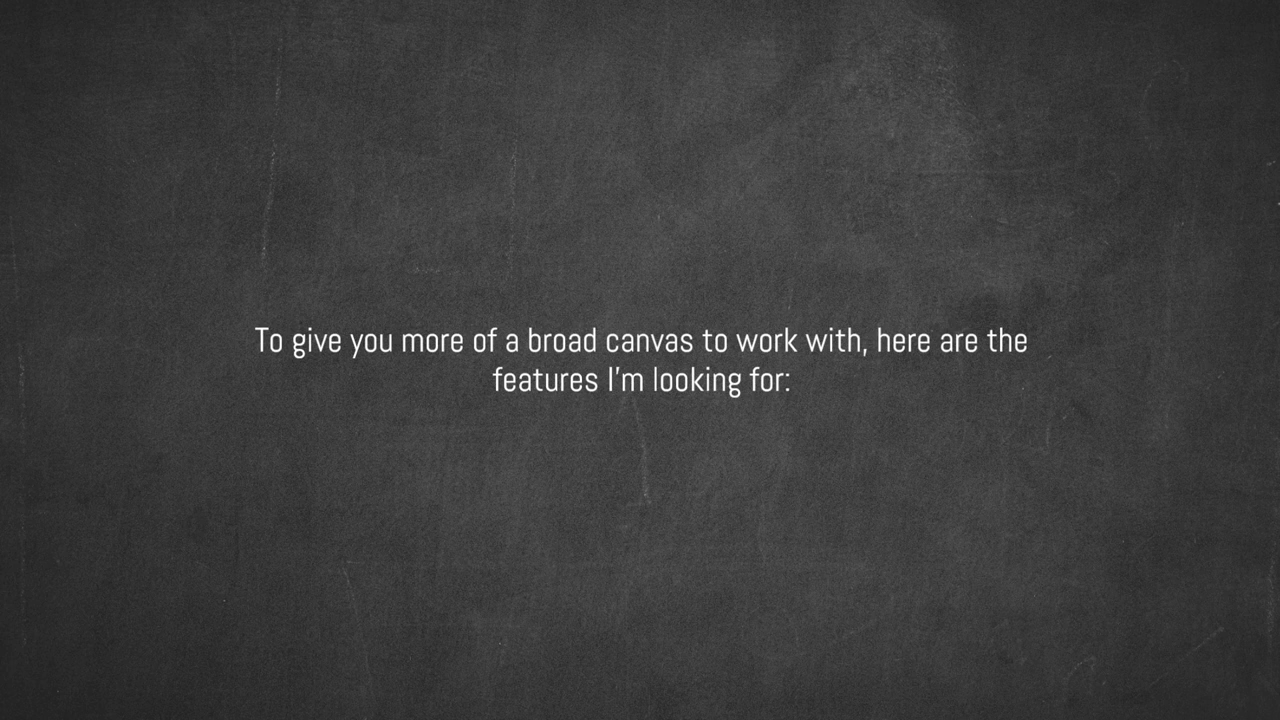 To give you more of a broad canvas to work with, here are the
features I'm looking for: